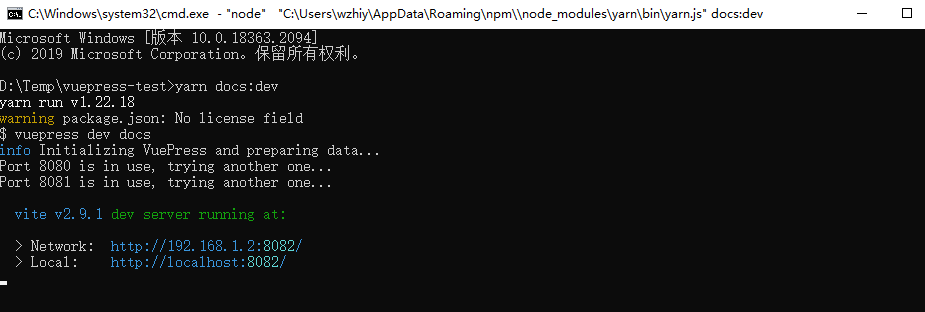 C:\Windows\system32\cmd.exe - "node" "C:\Users\wzhiy\AppData\Roaming\npm\\node_modules\yarn\bin\yarn.js" docs:dev
Microsoft Windows [版本 10.0.18363.2094]
(c) 2019 Microsoft Corporation。保留所有权利。
D:\Temp\vuepress-test>yarn docs:dev
yarn run v1.22.18
warning package.json: No license field
$ vuepress dev docs
info Initializing VuePress and preparing data...
Port 8080 is in use, trying another one...
Port 8081 is in use, trying another one...
vite v2.9.1 dev server running at:
> Network: http://192.168.1.2:8082/
> Local: http://localhost:8082/